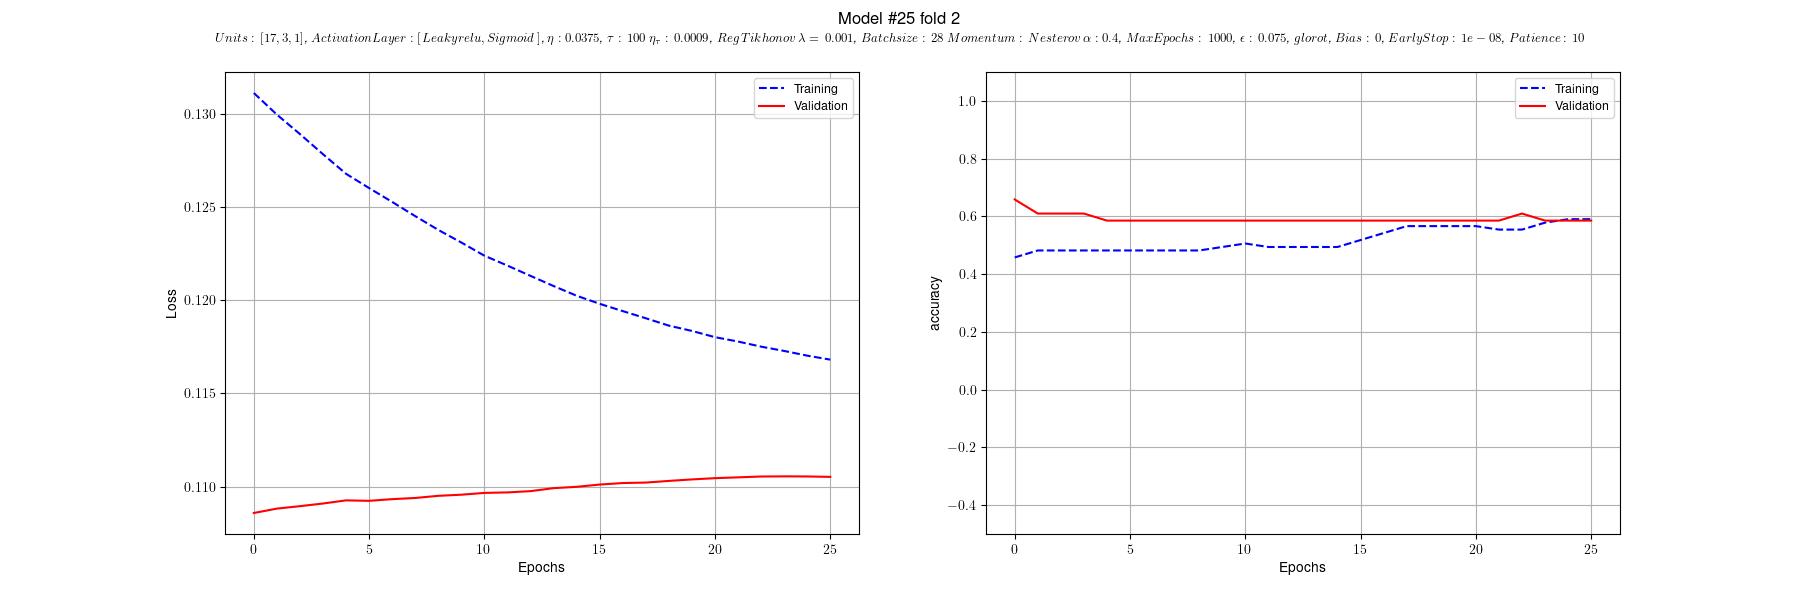 Model #25 fold 2
Units : [17, 3, 1], ActivationLayer : [Leakyrelu, Sigmoid ], η : 0.0375, τ : 100 ητ : 0.0009, RegTikhonov λ = 0.001, Batchsize : 28 Momentum : Nesterov α : 0.4, MaxEpochs : 1000, ϵ : 0.075, glorot, Bias : 0, EarlyStop : 1e − 08, Patience : 10
Training
Validation
0.130
0.125
0.120
0.115
0.110
Loss
0 5 10 15 20 25
Epochs
Training
Validation
1.0
0.8
0.6
0.4
0.2
0.0
−0.2
−0.4
accuracy
0 5 10 15 20 25
Epochs